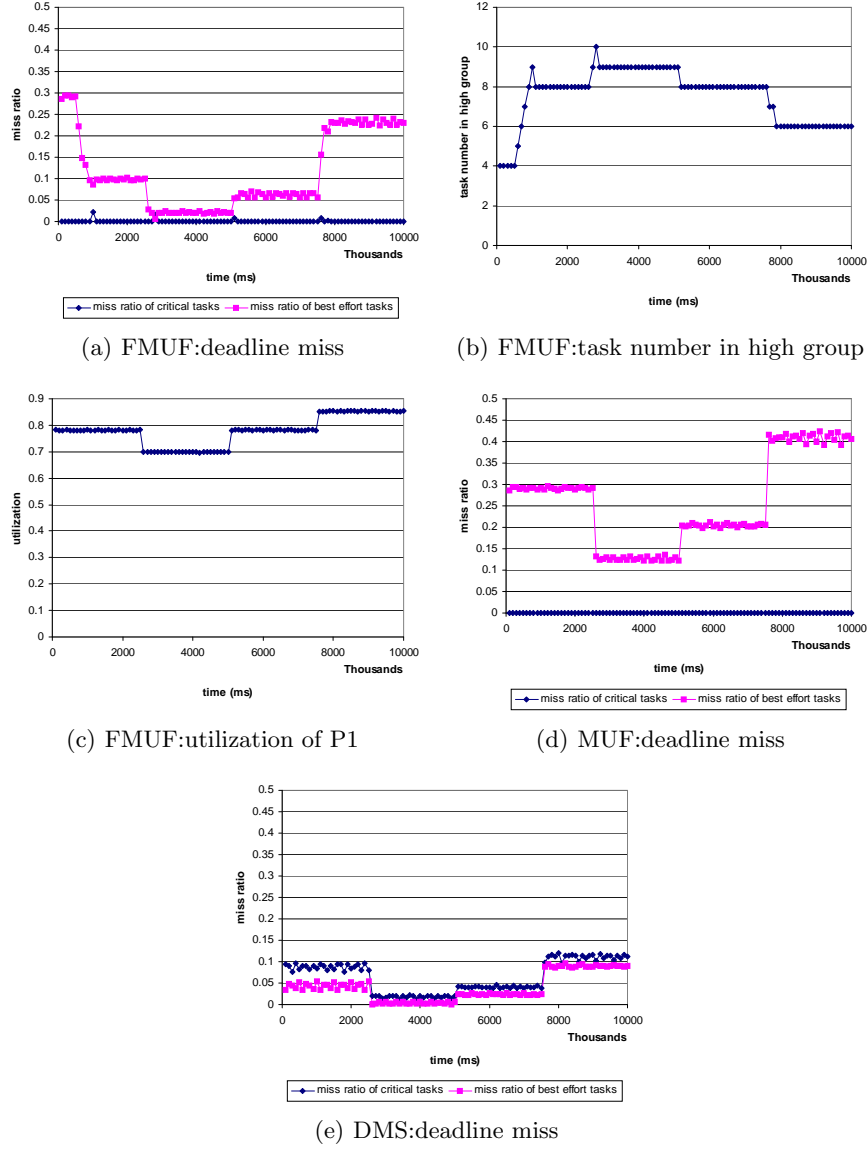 0.5
0.45
0.4
0.35
0.3
0.25
0.2
0.15
0.1
0.05
0
miss ratio
0 2000 4000 6000 8000 10000
Thousands
time (ms)
miss ratio of critical tasks miss ratio of best effort tasks
(a) FMUF:deadline miss
12
10
8
6
4
2
0
task number in high group
0 2000 4000 6000 8000 10000
Thousands
time (ms)
(b) FMUF:task number in high group
0.9
0.8
0.7
0.6
0.5
0.4
0.3
0.2
0.1
0
utilization
0 2000 4000 6000 8000 10000
Thousands
time (ms)
(c) FMUF:utilization of P1
0.5
0.45
0.4
0.35
0.3
0.25
0.2
0.15
0.1
0.05
0
miss ratio
0 2000 4000 6000 8000 10000
Thousands
time (ms)
miss ratio of critical tasks miss ratio of best effort tasks
(d) MUF:deadline miss
0.5
0.45
0.4
0.35
0.3
0.25
0.2
0.15
0.1
0.05
0
miss ratio
0 2000 4000 6000 8000 10000
Thousands
time (ms)
miss ratio of critical tasks miss ratio of best effort tasks
(e) DMS:deadline miss